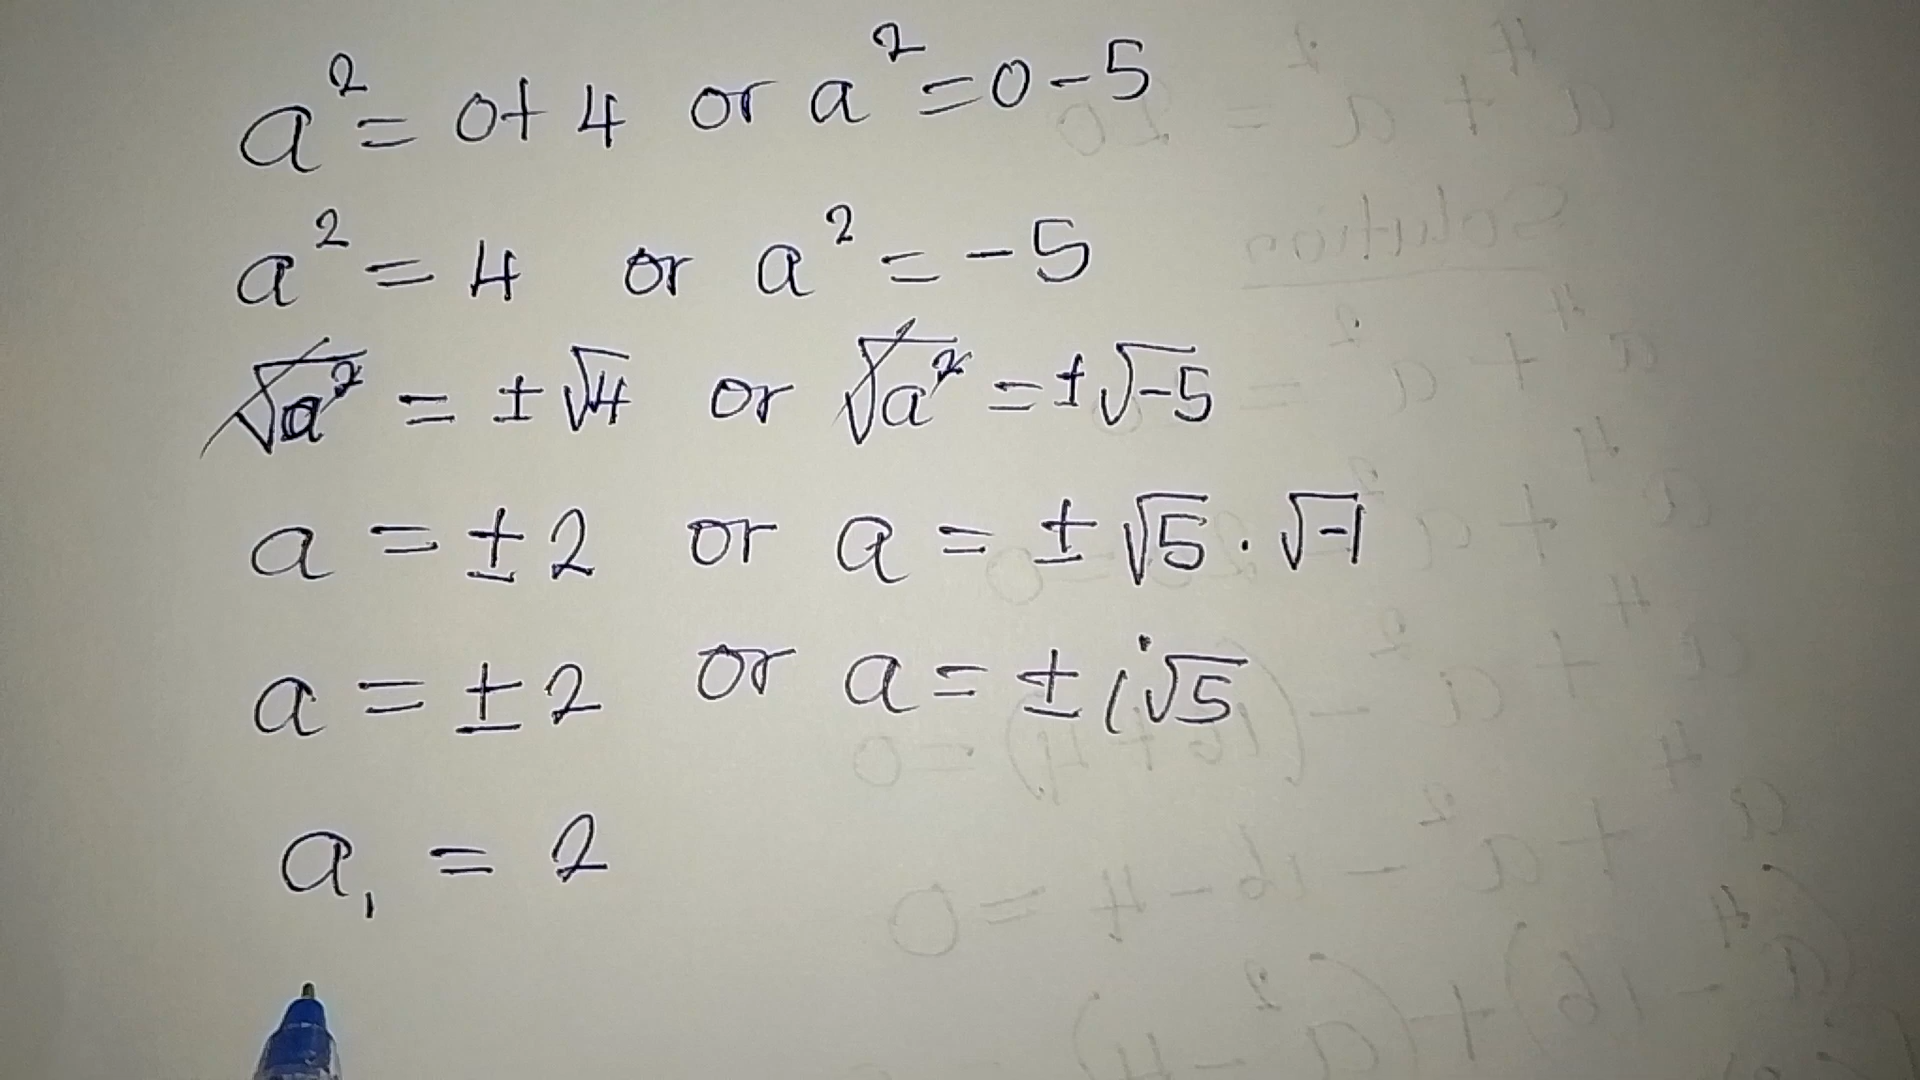 a² = 0+4 or a² = 0-5
a² = 4 or a² = -5
√a² = ±√4 or √a² = ±√-5
a = ±2 or a = ±√5 . √-1
a = ±2 or a = ±i√5
a₁ = 2